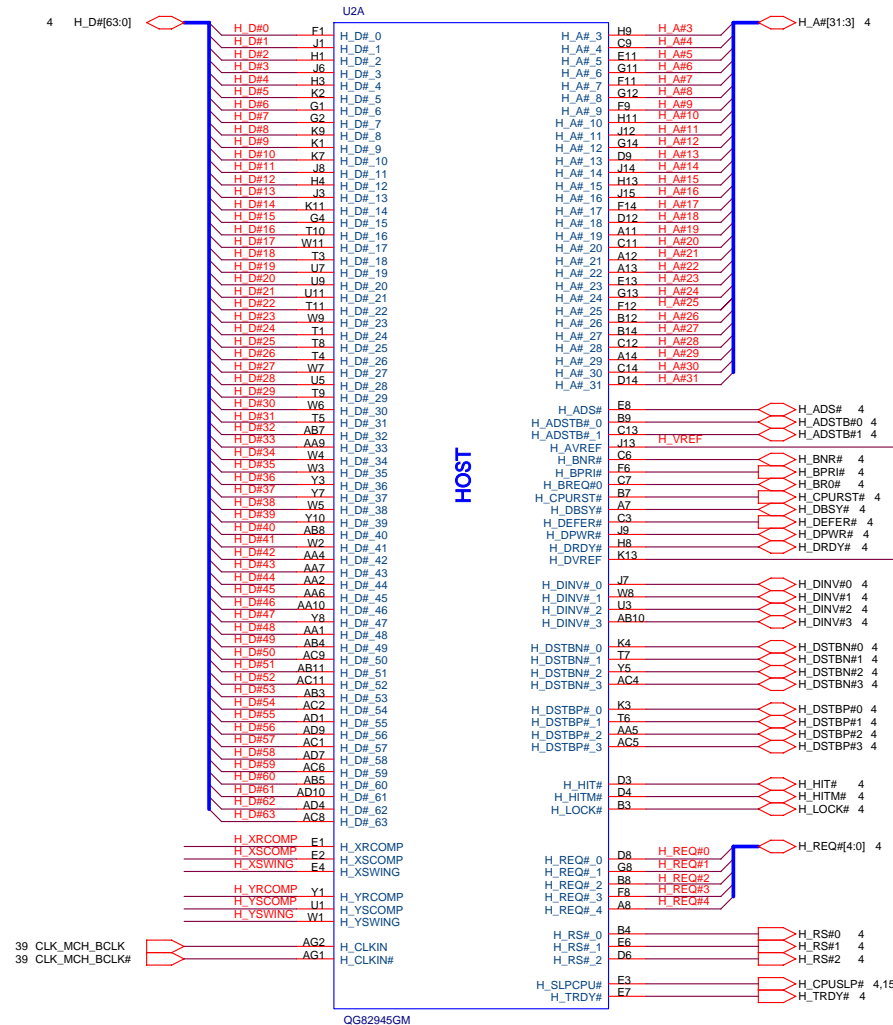 U2A
4 H_D#[63:0]
H_D#0 F1 H_D#_0
H_D#1 J1 H_D#_1
H_D#2 H1 H_D#_2
H_D#3 J6 H_D#_3
H_D#4 H3 H_D#_4
H_D#5 K2 H_D#_5
H_D#6 G1 H_D#_6
H_D#7 G2 H_D#_7
H_D#8 K9 H_D#_8
H_D#9 K1 H_D#_9
H_D#10 K7 H_D#_10
H_D#11 J8 H_D#_11
H_D#12 H4 H_D#_12
H_D#13 J3 H_D#_13
H_D#14 K11 H_D#_14
H_D#15 G4 H_D#_15
H_D#16 T10 H_D#_16
H_D#17 W11 H_D#_17
H_D#18 T3 H_D#_18
H_D#19 U7 H_D#_19
H_D#20 U9 H_D#_20
H_D#21 U11 H_D#_21
H_D#22 T11 H_D#_22
H_D#23 W9 H_D#_23
H_D#24 T1 H_D#_24
H_D#25 T8 H_D#_25
H_D#26 T4 H_D#_26
H_D#27 W7 H_D#_27
H_D#28 U5 H_D#_28
H_D#29 T9 H_D#_29
H_D#30 W6 H_D#_30
H_D#31 T5 H_D#_31
H_D#32 AB7 H_D#_32
H_D#33 AA9 H_D#_33
H_D#34 W4 H_D#_34
H_D#35 W3 H_D#_35
H_D#36 Y3 H_D#_36
H_D#37 Y7 H_D#_37
H_D#38 W5 H_D#_38
H_D#39 Y10 H_D#_39
H_D#40 AB8 H_D#_40
H_D#41 W2 H_D#_41
H_D#42 AA4 H_D#_42
H_D#43 AA7 H_D#_43
H_D#44 AA2 H_D#_44
H_D#45 AA6 H_D#_45
H_D#46 AA10 H_D#_46
H_D#47 Y8 H_D#_47
H_D#48 AA1 H_D#_48
H_D#49 AB4 H_D#_49
H_D#50 AC9 H_D#_50
H_D#51 AB11 H_D#_51
H_D#52 AC11 H_D#_52
H_D#53 AB3 H_D#_53
H_D#54 AC2 H_D#_54
H_D#55 AD1 H_D#_55
H_D#56 AD9 H_D#_56
H_D#57 AC1 H_D#_57
H_D#58 AD7 H_D#_58
H_D#59 AC6 H_D#_59
H_D#60 AB5 H_D#_60
H_D#61 AD10 H_D#_61
H_D#62 AD4 H_D#_62
H_D#63 AC8 H_D#_63
H_XRCOMP E1 H_XRCOMP
H_XSCOMP E2 H_XSCOMP
H_XSWING E4 H_XSWING
H_YRCOMP Y1 H_YRCOMP
H_YSCOMP U1 H_YSCOMP
H_YSWING W1 H_YSWING
39 CLK_MCH_BCLK AG2 H_CLKIN
39 CLK_MCH_BCLK# AG1 H_CLKIN#
HOST
H_A#[31:3] 4
H_A#_3 H9 H_A#3
H_A#_4 C9 H_A#4
H_A#_5 E11 H_A#5
H_A#_6 G11 H_A#6
H_A#_7 F11 H_A#7
H_A#_8 G12 H_A#8
H_A#_9 F9 H_A#9
H_A#_10 H11 H_A#10
H_A#_11 J12 H_A#11
H_A#_12 G14 H_A#12
H_A#_13 D9 H_A#13
H_A#_14 J14 H_A#14
H_A#_15 H13 H_A#15
H_A#_16 J15 H_A#16
H_A#_17 F14 H_A#17
H_A#_18 D12 H_A#18
H_A#_19 A11 H_A#19
H_A#_20 C11 H_A#20
H_A#_21 A12 H_A#21
H_A#_22 A13 H_A#22
H_A#_23 E13 H_A#23
H_A#_24 G13 H_A#24
H_A#_25 F12 H_A#25
H_A#_26 B12 H_A#26
H_A#_27 B14 H_A#27
H_A#_28 C12 H_A#28
H_A#_29 A14 H_A#29
H_A#_30 C14 H_A#30
H_A#_31 D14 H_A#31
H_ADS# E8 H_ADS# 4
H_ADSTB#_0 B9 H_ADSTB#0 4
H_ADSTB#_1 C13 H_ADSTB#1 4
H_AVREF J13 H_VREF
H_BNR# C6 H_BNR# 4
H_BPRI# F6 H_BPRI# 4
H_BREQ#0 C7 H_BR0# 4
H_CPURST# B7 H_CPURST# 4
H_DBSY# A7 H_DBSY# 4
H_DEFER# C3 H_DEFER# 4
H_DPWR# J9 H_DPWR# 4
H_DRDY# H8 H_DRDY# 4
H_DVREF K13
H_DINV#_0 J7 H_DINV#0 4
H_DINV#_1 W8 H_DINV#1 4
H_DINV#_2 U3 H_DINV#2 4
H_DINV#_3 AB10 H_DINV#3 4
H_DSTBN#_0 K4 H_DSTBN#0 4
H_DSTBN#_1 T7 H_DSTBN#1 4
H_DSTBN#_2 Y5 H_DSTBN#2 4
H_DSTBN#_3 AC4 H_DSTBN#3 4
H_DSTBP#_0 K3 H_DSTBP#0 4
H_DSTBP#_1 T6 H_DSTBP#1 4
H_DSTBP#_2 AA5 H_DSTBP#2 4
H_DSTBP#_3 AC5 H_DSTBP#3 4
H_HIT# D3 H_HIT# 4
H_HITM# D4 H_HITM# 4
H_LOCK# B3 H_LOCK# 4
H_REQ#[4:0] 4
H_REQ#_0 D8 H_REQ#0
H_REQ#_1 G8 H_REQ#1
H_REQ#_2 B8 H_REQ#2
H_REQ#_3 F8 H_REQ#3
H_REQ#_4 A8 H_REQ#4
H_RS#_0 B4 H_RS#0 4
H_RS#_1 E6 H_RS#1 4
H_RS#_2 D6 H_RS#2 4
H_SLPCPU# E3 H_CPUSLP# 4,15
H_TRDY# E7 H_TRDY# 4
QG82945GM